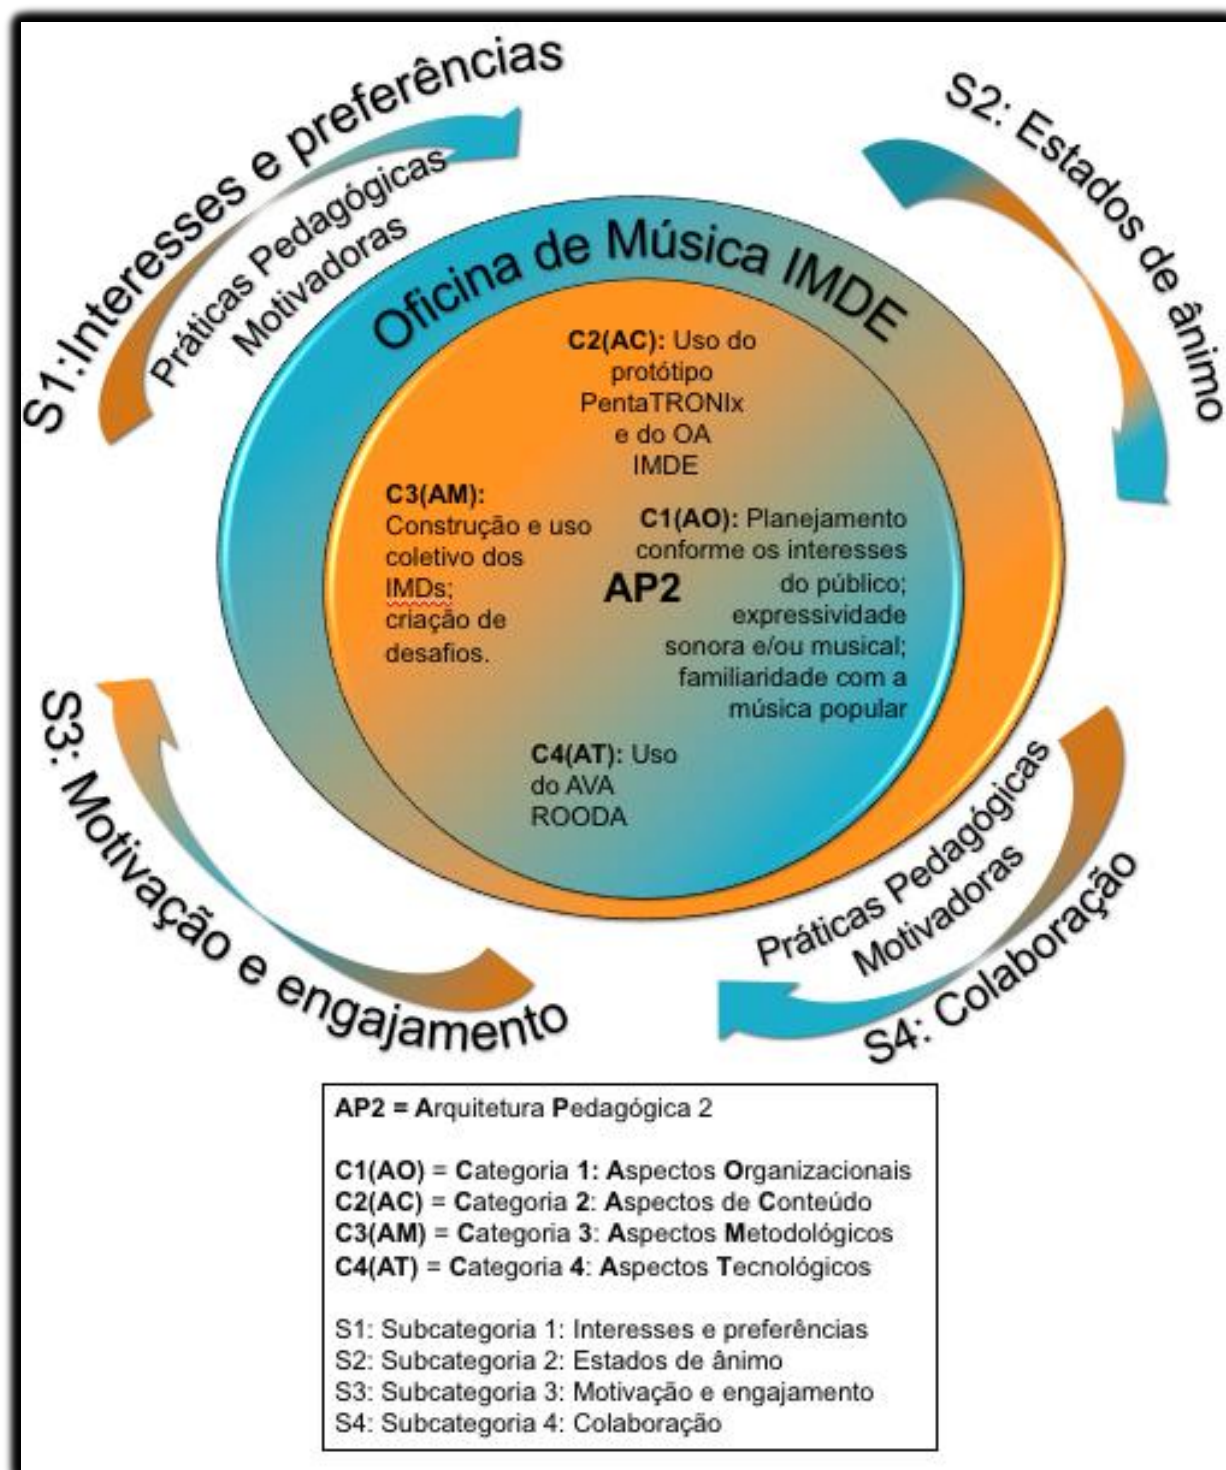 S1:Interesses e preferências
Práticas Pedagógicas
Motivadoras
S2: Estados de ânimo
Oficina de Música IMDE
C2(AC): Uso do
protótipo
PentaTRONIx
e do OA
IMDE
C3(AM):
Construção e uso
coletivo dos
IMDs;
criação de
desafios.
C1(AO): Planejamento
conforme os interesses
do público;
expressividade
sonora e/ou musical;
familiaridade com a
música popular
AP2
C4(AT): Uso
do AVA
ROODA
S3: Motivação e engajamento
Práticas Pedagógicas
Motivadoras
S4: Colaboração
AP2 = Arquitetura Pedagógica 2
C1(AO) = Categoria 1: Aspectos Organizacionais
C2(AC) = Categoria 2: Aspectos de Conteúdo
C3(AM) = Categoria 3: Aspectos Metodológicos
C4(AT) = Categoria 4: Aspectos Tecnológicos
S1: Subcategoria 1: Interesses e preferências
S2: Subcategoria 2: Estados de ânimo
S3: Subcategoria 3: Motivação e engajamento
S4: Subcategoria 4: Colaboração